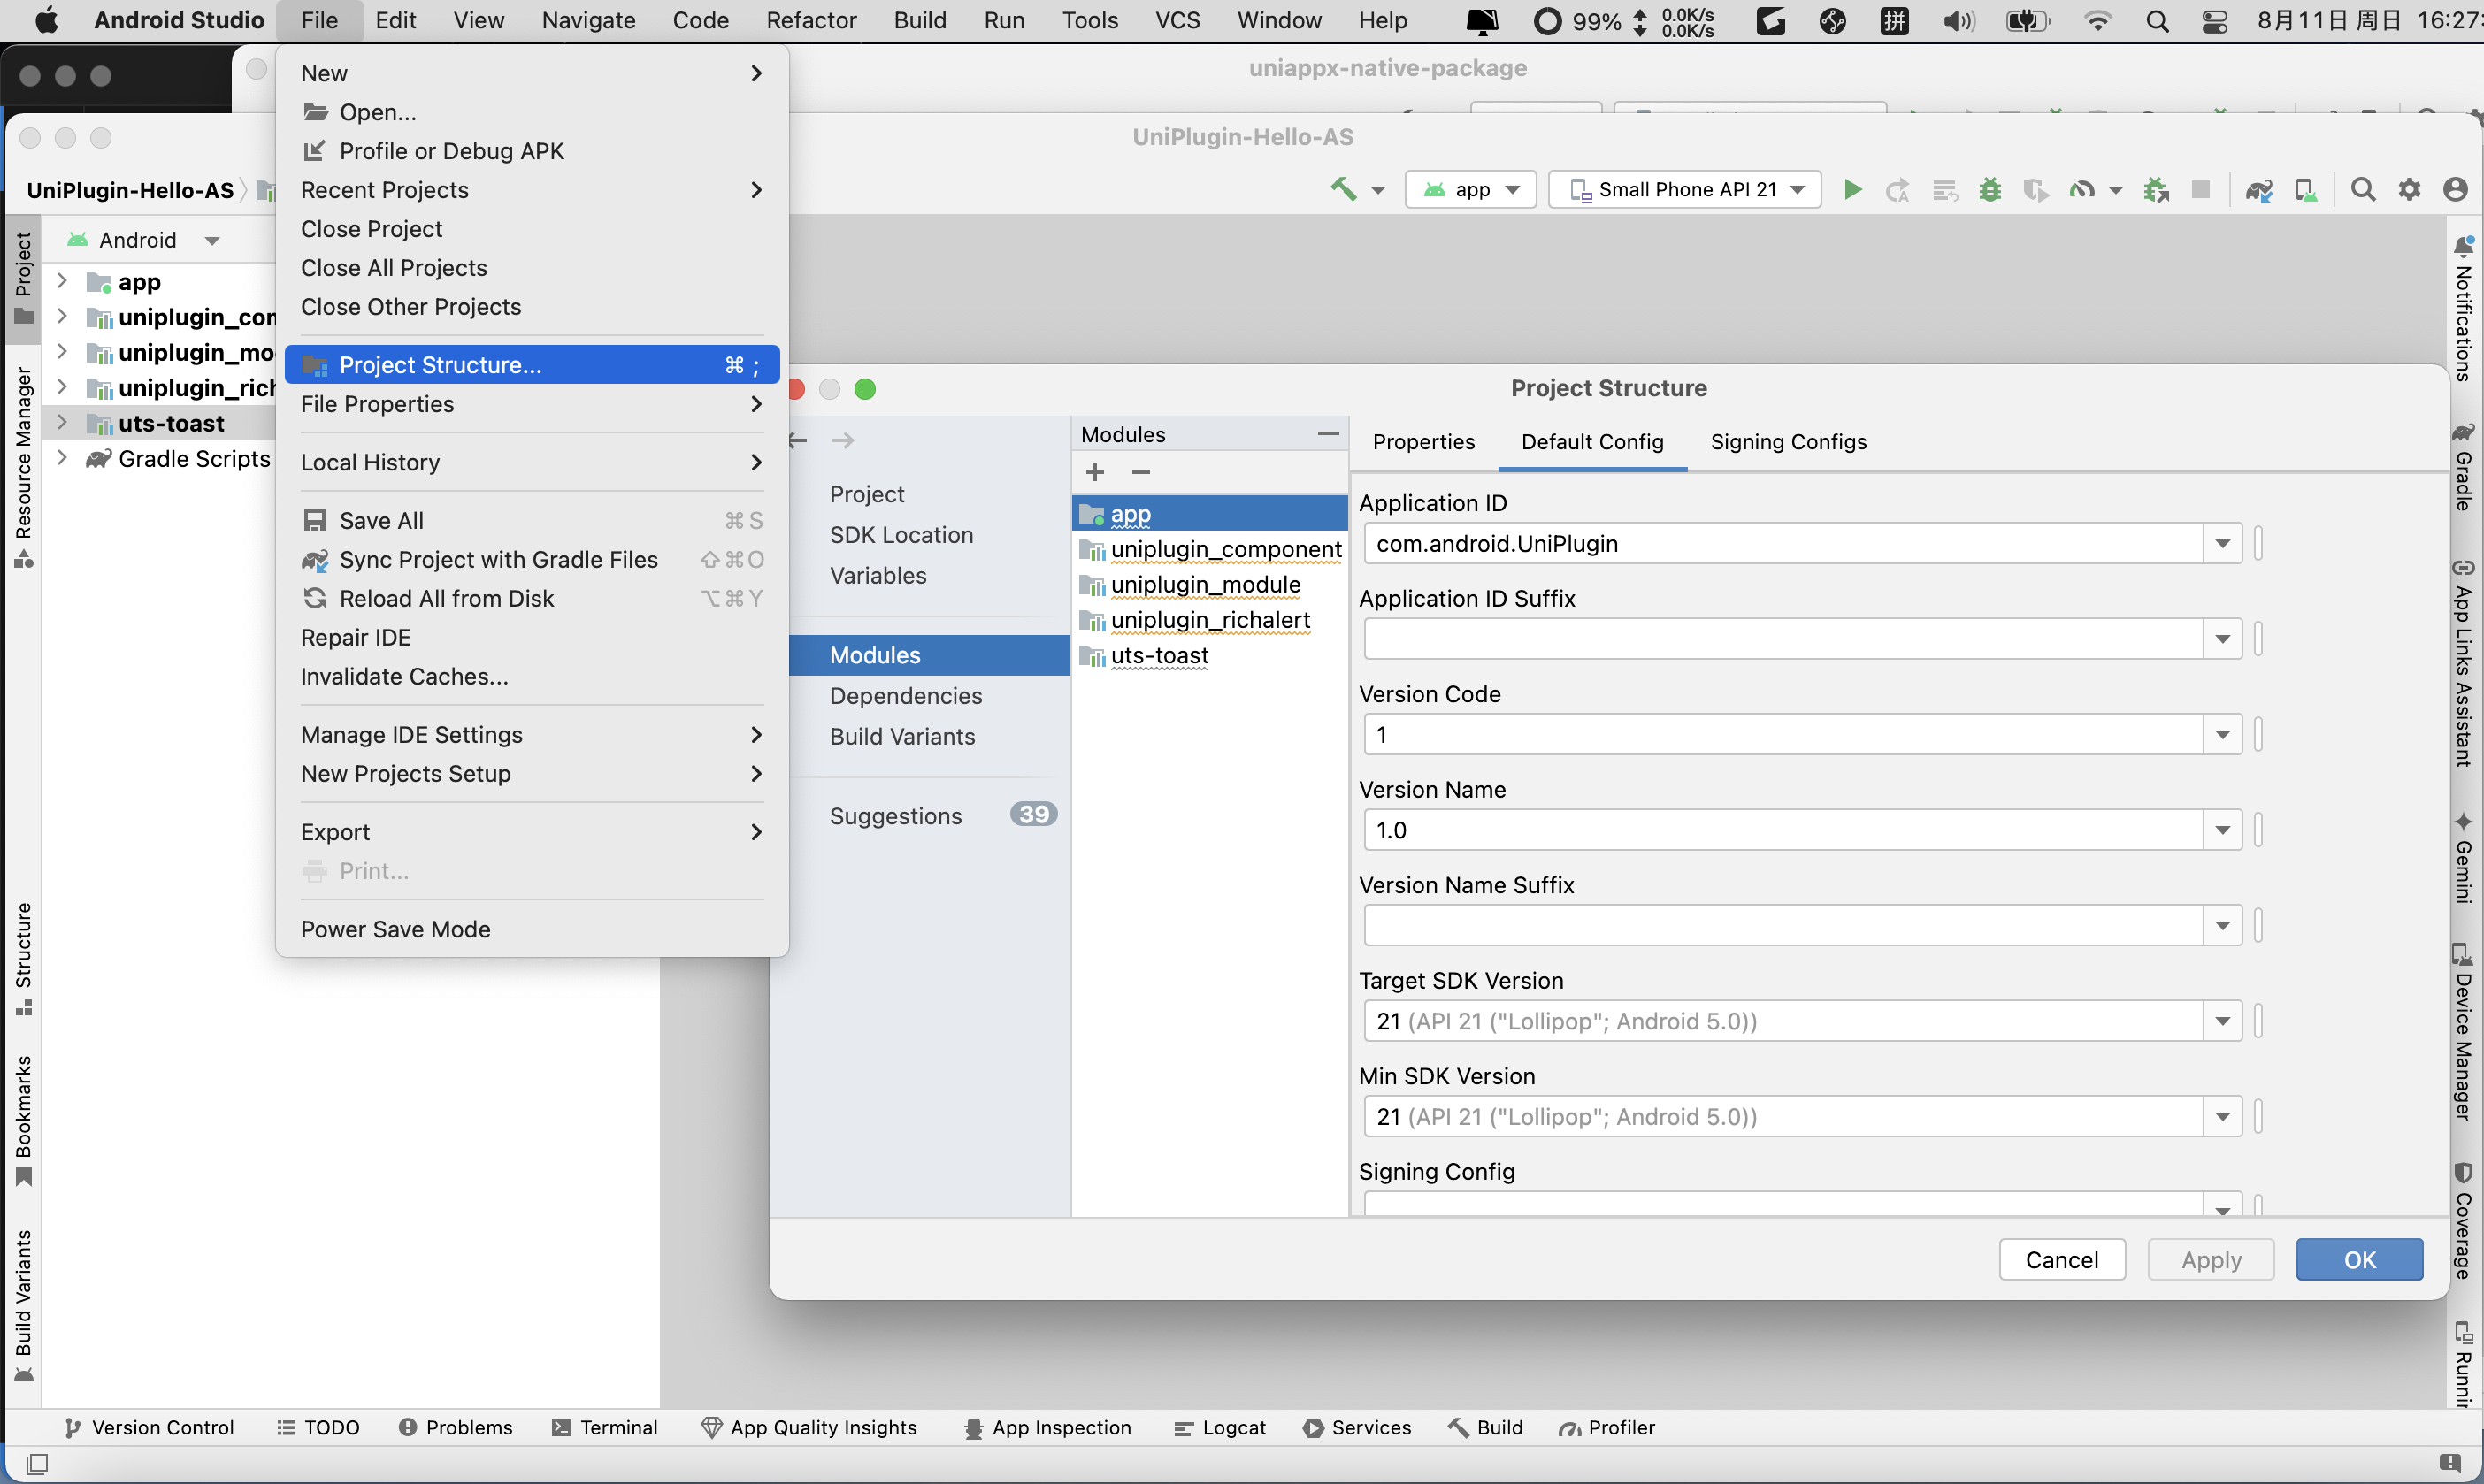 Android Studio File Edit View Navigate Code Refactor Build Run Tools VCS Window Help 99% 0.0K/s 0.0K/s 拼 8月11日 周日 16:27
uniappx-native-package
UniPlugin-Hello-AS
UniPlugin-Hello-AS app Small Phone API 21
Android
app
uniplugin_con
uniplugin_mo
uniplugin_rich
uts-toast
Gradle Scripts
Project
Resource Manager
Structure
Bookmarks
Build Variants
New
Open...
Profile or Debug APK
Recent Projects
Close Project
Close All Projects
Close Other Projects
Project Structure... ⌘ ;
File Properties
Local History
Save All ⌘ S
Sync Project with Gradle Files ⇧⌘O
Reload All from Disk ⌥⌘Y
Repair IDE
Invalidate Caches...
Manage IDE Settings
New Projects Setup
Export
Print...
Power Save Mode
Project Structure
Project
SDK Location
Variables
Modules
Dependencies
Build Variants
Suggestions 39
Modules
app
uniplugin_component
uniplugin_module
uniplugin_richalert
uts-toast
Properties Default Config Signing Configs
Application ID
com.android.UniPlugin
Application ID Suffix
Version Code
1
Version Name
1.0
Version Name Suffix
Target SDK Version
21 (API 21 ("Lollipop"; Android 5.0))
Min SDK Version
21 (API 21 ("Lollipop"; Android 5.0))
Signing Config
Cancel Apply OK
Notifications
Gradle
App Links Assistant
Gemini
Device Manager
Coverage
Runnin
Version Control TODO Problems Terminal App Quality Insights App Inspection Logcat Services Build Profiler